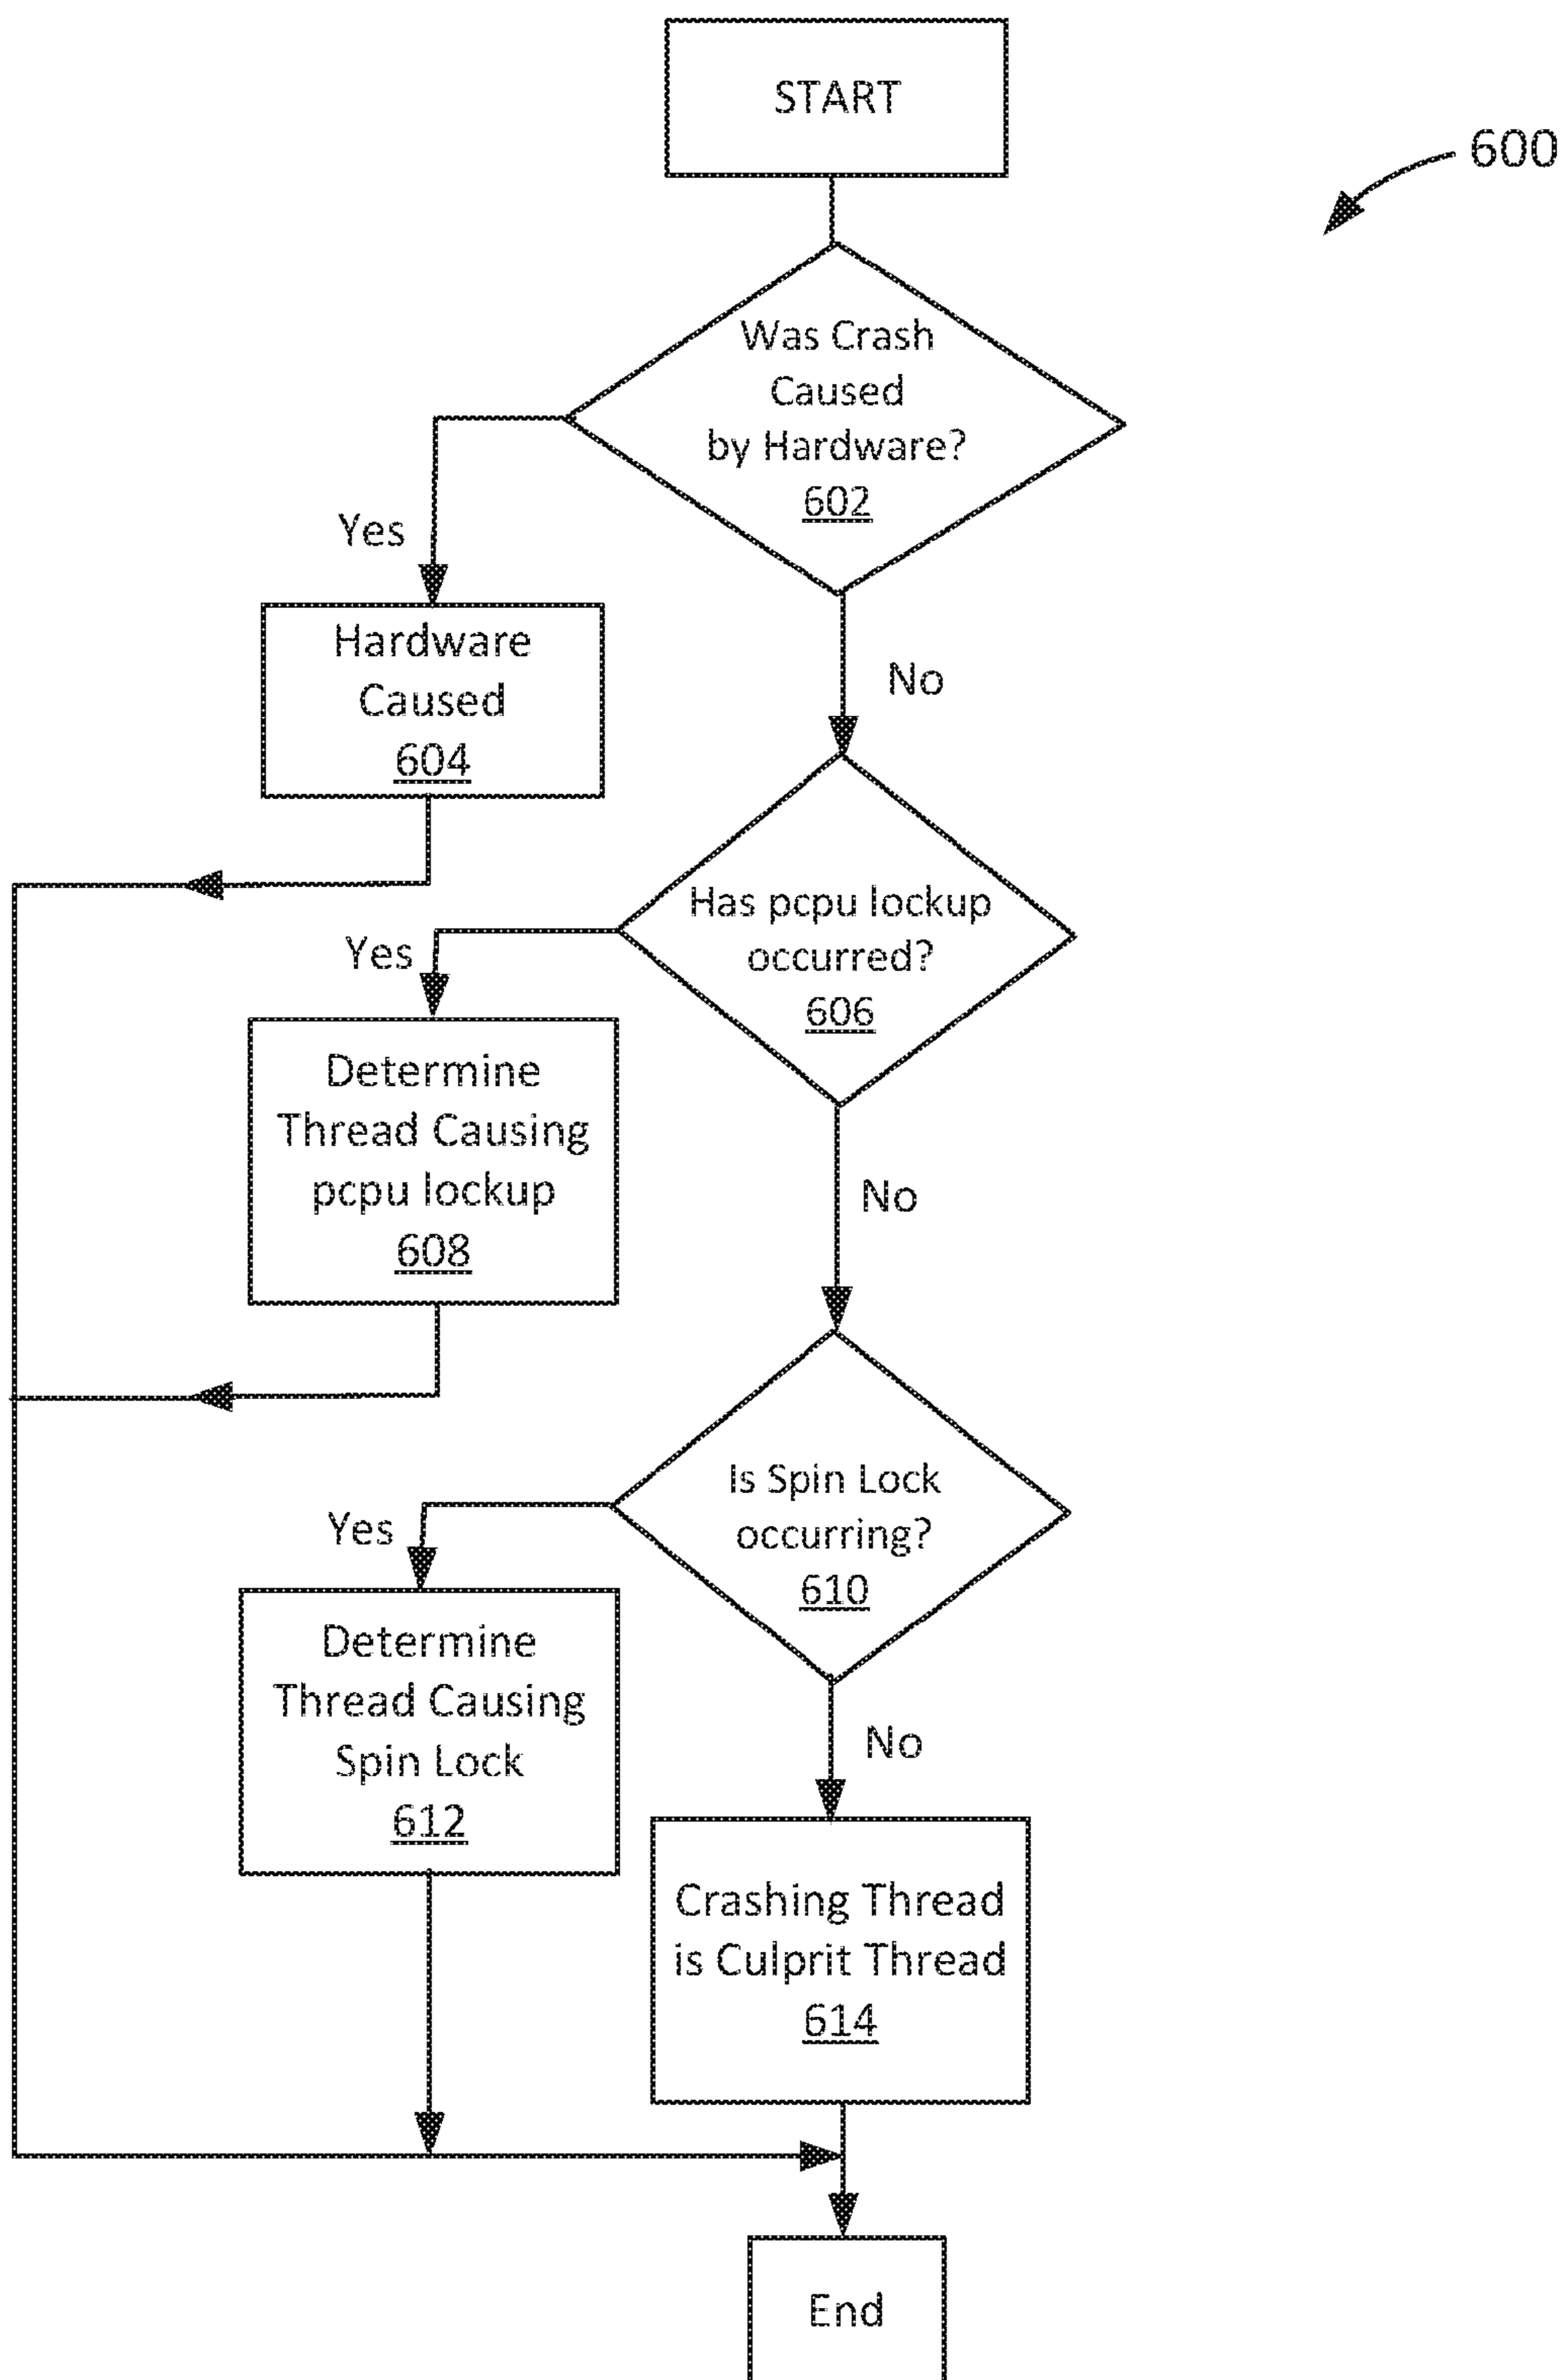 START
600
Was Crash
Caused
by Hardware?
602
Yes
Hardware
Caused
604
No
Has pcpu lockup
occurred?
606
Yes
Determine
Thread Causing
pcpu lockup
608
No
Is Spin Lock
occurring?
610
Yes
Determine
Thread Causing
Spin Lock
612
No
Crashing Thread
is Culprit Thread
614
End